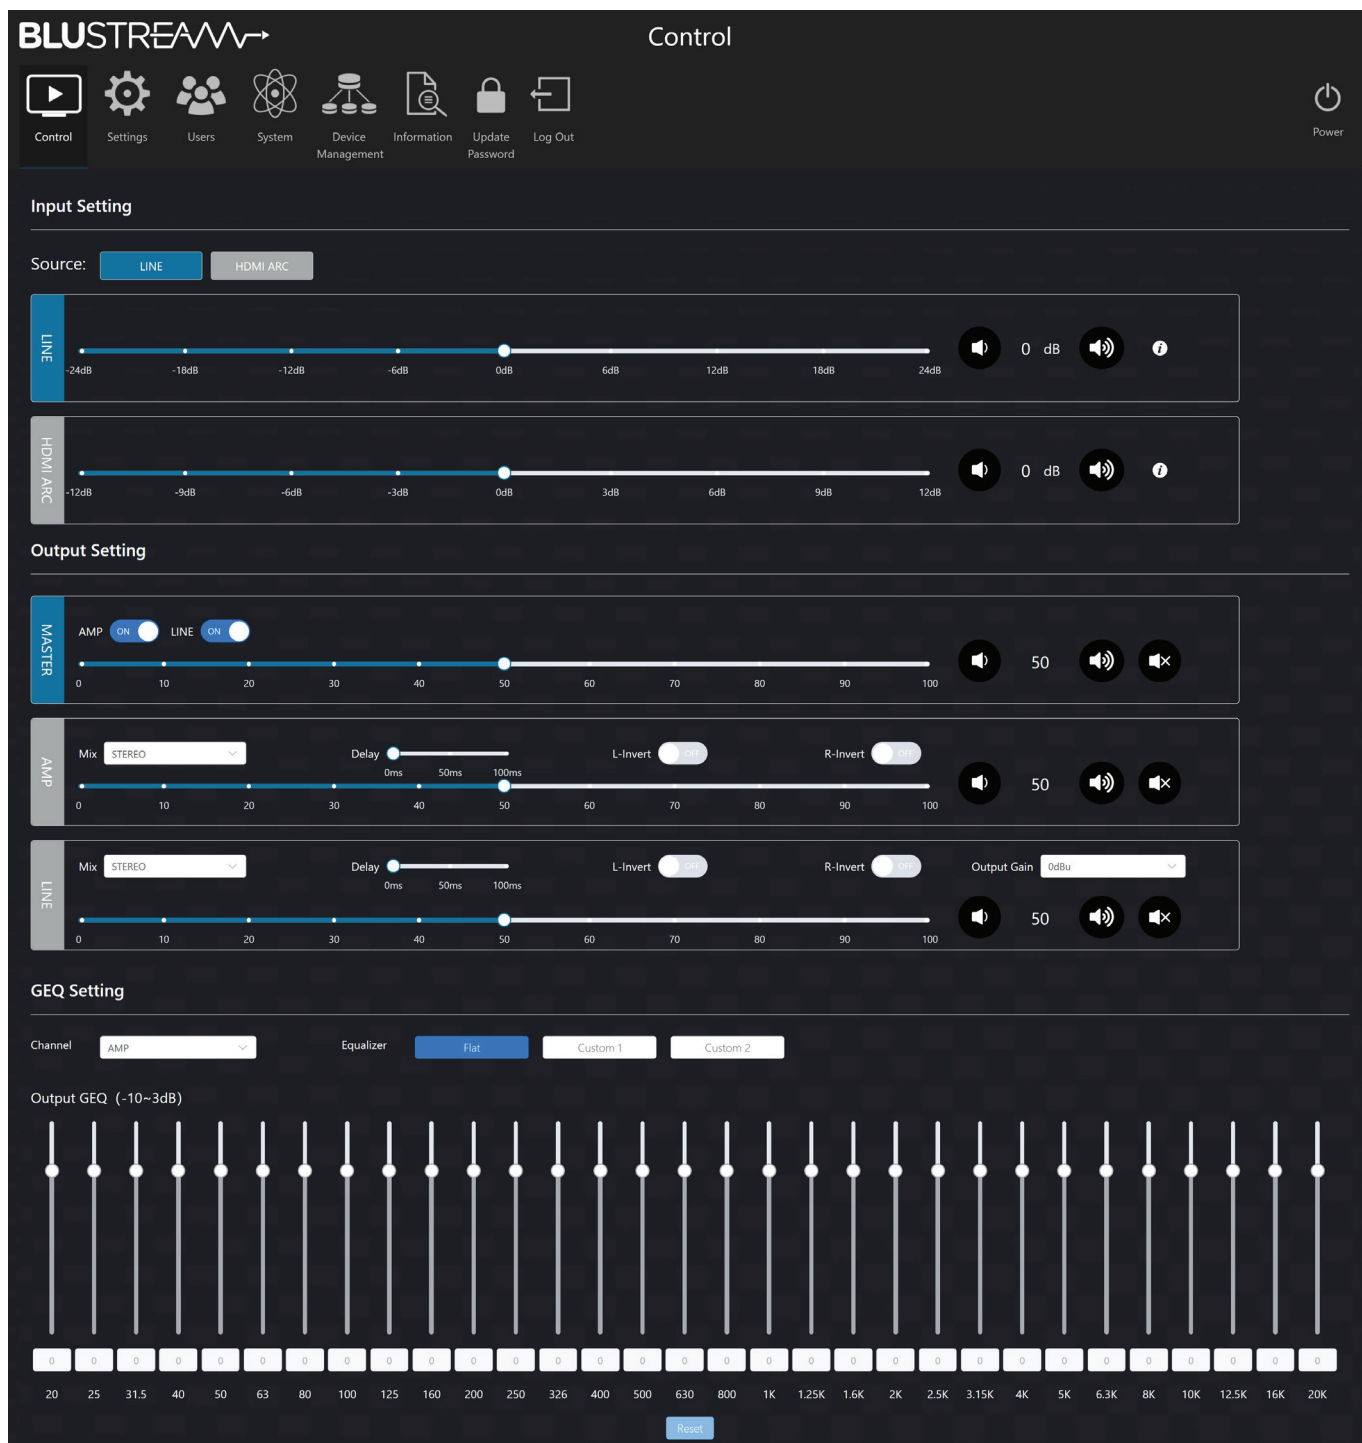 BLUSTREAM
Control
Control Settings Users System Device Management Information Update Password Log Out Power
Input Setting
Source: LINE HDMI ARC
LINE
0 dB
-24dB -18dB -12dB -6dB 0dB 6dB 12dB 18dB 24dB
HDMI ARC
0 dB
-12dB -9dB -6dB -3dB 0dB 3dB 6dB 9dB 12dB
Output Setting
MASTER
AMP ON LINE ON
50
0 10 20 30 40 50 60 70 80 90 100
AMP
Mix STEREO Delay L-Invert OFF R-Invert OFF
0ms 50ms 100ms
50
0 10 20 30 40 50 60 70 80 90 100
LINE
Mix STEREO Delay L-Invert OFF R-Invert OFF Output Gain 0dBu
0ms 50ms 100ms
50
0 10 20 30 40 50 60 70 80 90 100
GEQ Setting
Channel AMP Equalizer Flat Custom 1 Custom 2
Output GEQ (-10~3dB)
0 0 0 0 0 0 0 0 0 0 0 0 0 0 0 0 0 0 0 0 0 0 0 0 0 0 0 0 0 0 0
20 25 31.5 40 50 63 80 100 125 160 200 250 326 400 500 630 800 1K 1.25K 1.6K 2K 2.5K 3.15K 4K 5K 6.3K 8K 10K 12.5K 16K 20K
Reset